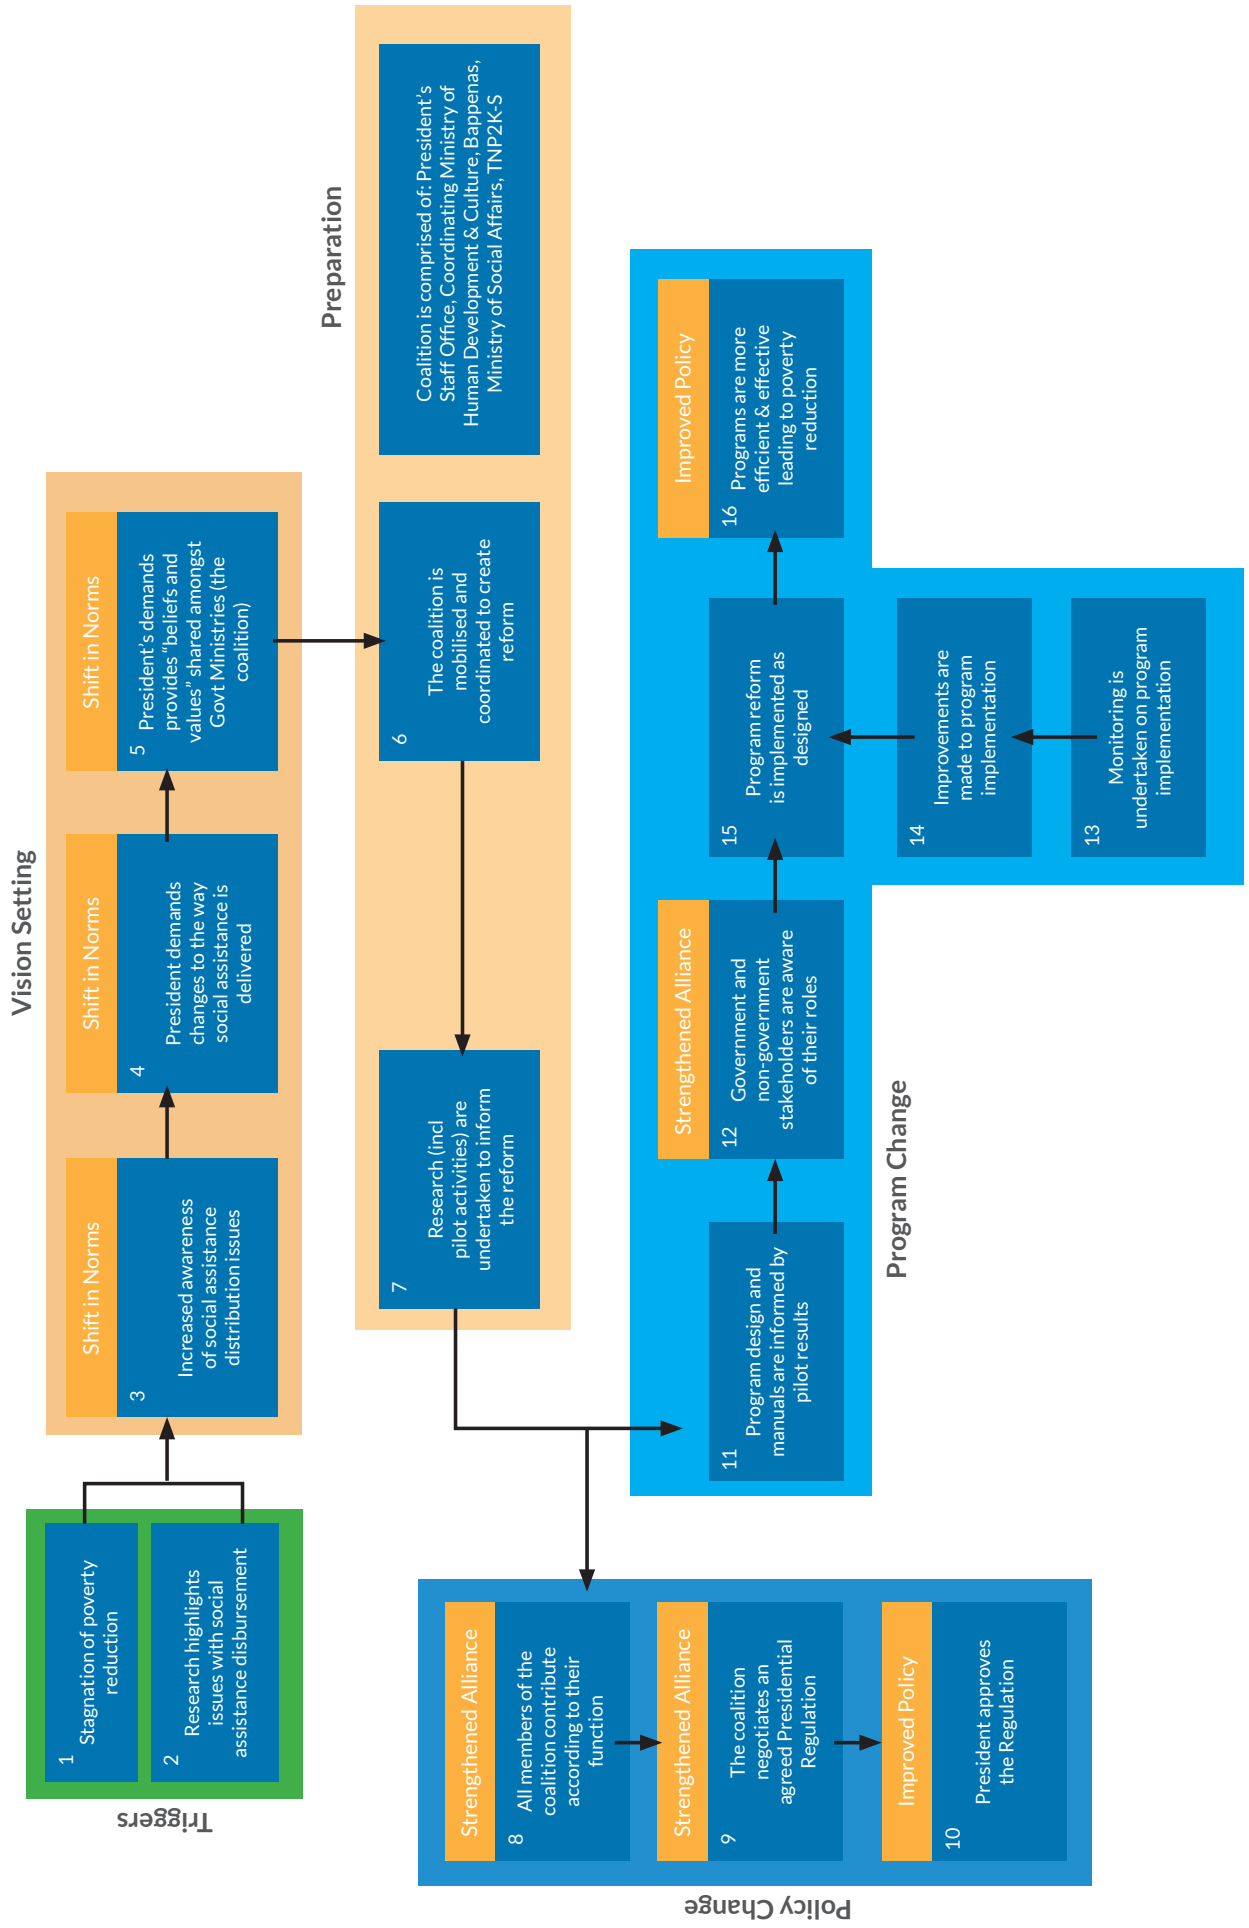 Triggers
1
Stagnation of poverty
reduction
2
Research highlights
issues with social
assistance disbursement
Vision Setting
Shift in Norms
3
Increased awareness
of social assistance
distribution issues
Shift in Norms
4
President demands
changes to the way
social assistance is
delivered
Shift in Norms
5
President's demands
provides “beliefs and
values” shared amongst
Govt Ministries (the
coalition)
Preparation
7
Research (incl
pilot activities) are
undertaken to inform
the reform
6
The coalition is
mobilised and
coordinated to create
reform
Coalition is comprised of: President's
Staff Office, Coordinating Ministry of
Human Development & Culture, Bappenas,
Ministry of Social Affairs, TNP2K-S
Policy Change
Strengthened Alliance
8
All members of the
coalition contribute
according to their
function
Strengthened Alliance
9
The coalition
negotiates an
agreed Presidential
Regulation
Improved Policy
10
President approves
the Regulation
Program Change
11
Program design and
manuals are informed by
pilot results
Strengthened Alliance
12
Government and
non-government
stakeholders are aware
of their roles
15
Program reform
is implemented as
designed
Improved Policy
16
Programs are more
efficient & effective
leading to poverty
reduction
14
Improvements are
made to program
implementation
13
Monitoring is
undertaken on program
implementation